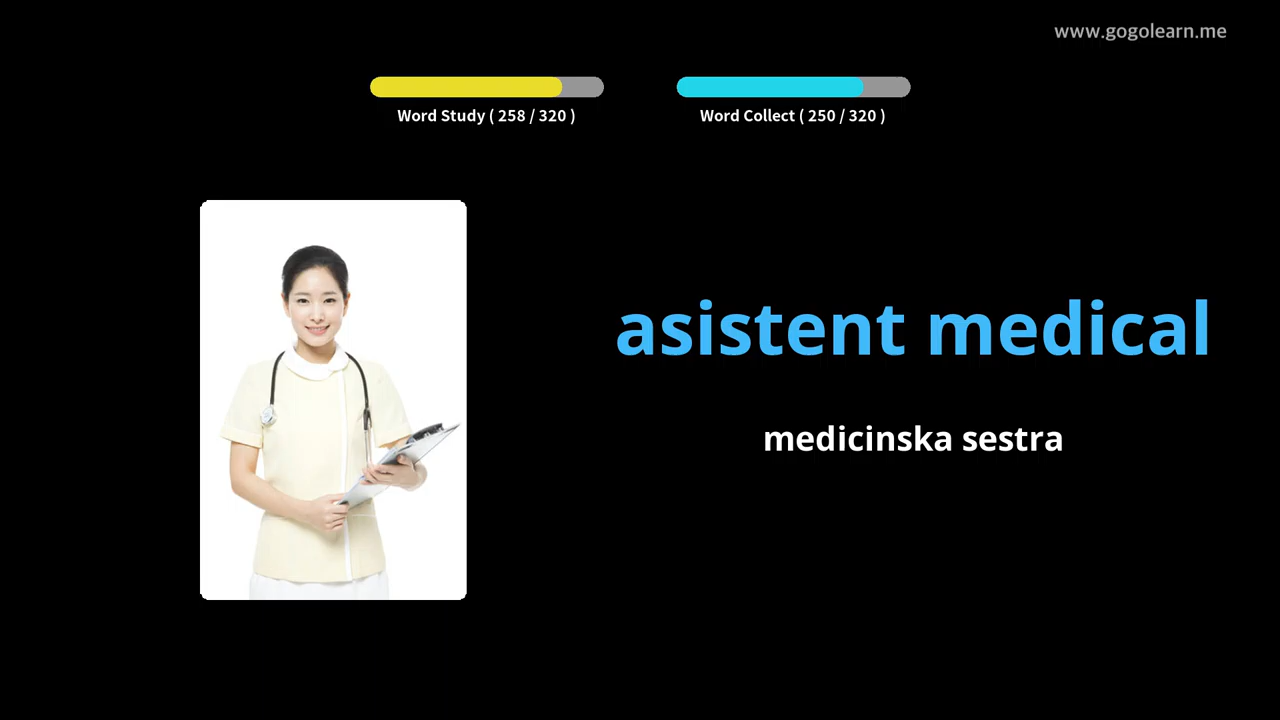 www.gogolearn.me
Word Study ( 258 / 320 )
Word Collect ( 250 / 320 )
asistent medical
medicinska sestra